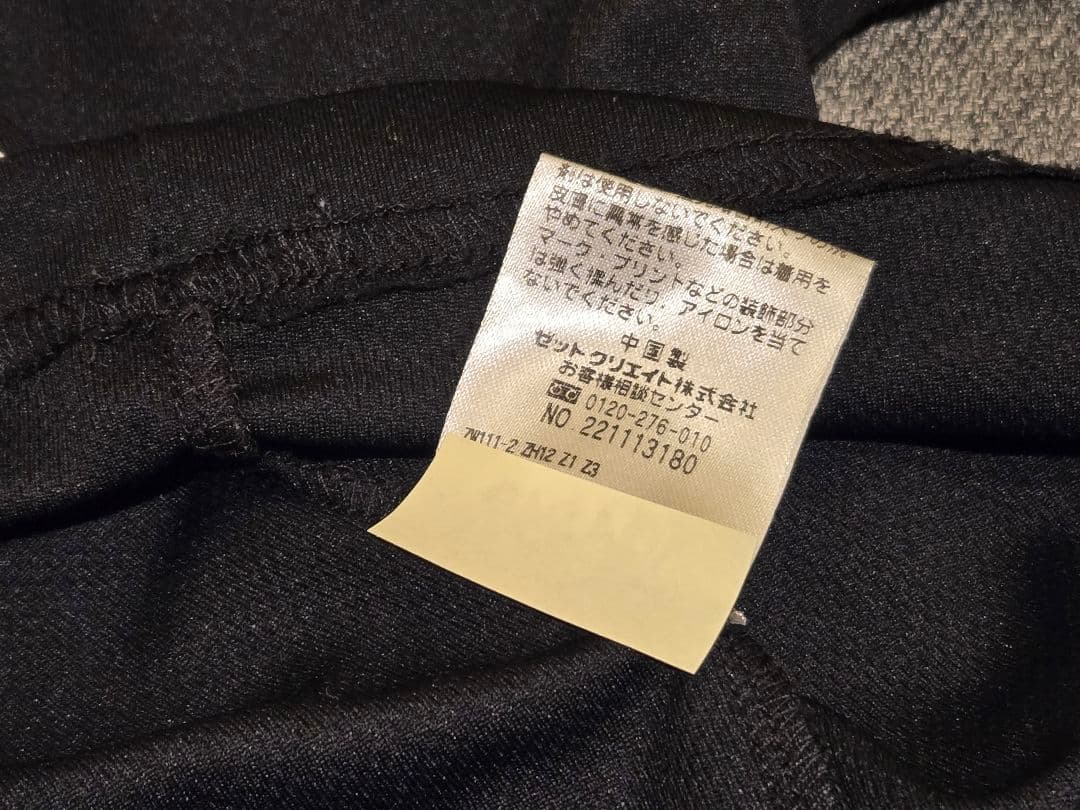 剤は使用しないでください。
皮膚に異常を感じた場合は着用を
やめてください。
マーク・プリントなどの装飾部分
は強く揉んだり、アイロンを当て
ないでください。
中国製
ゼットクリエイト株式会社
お客様相談センター
0120-276-010
NO 221113180
ZH12 Z1 Z3